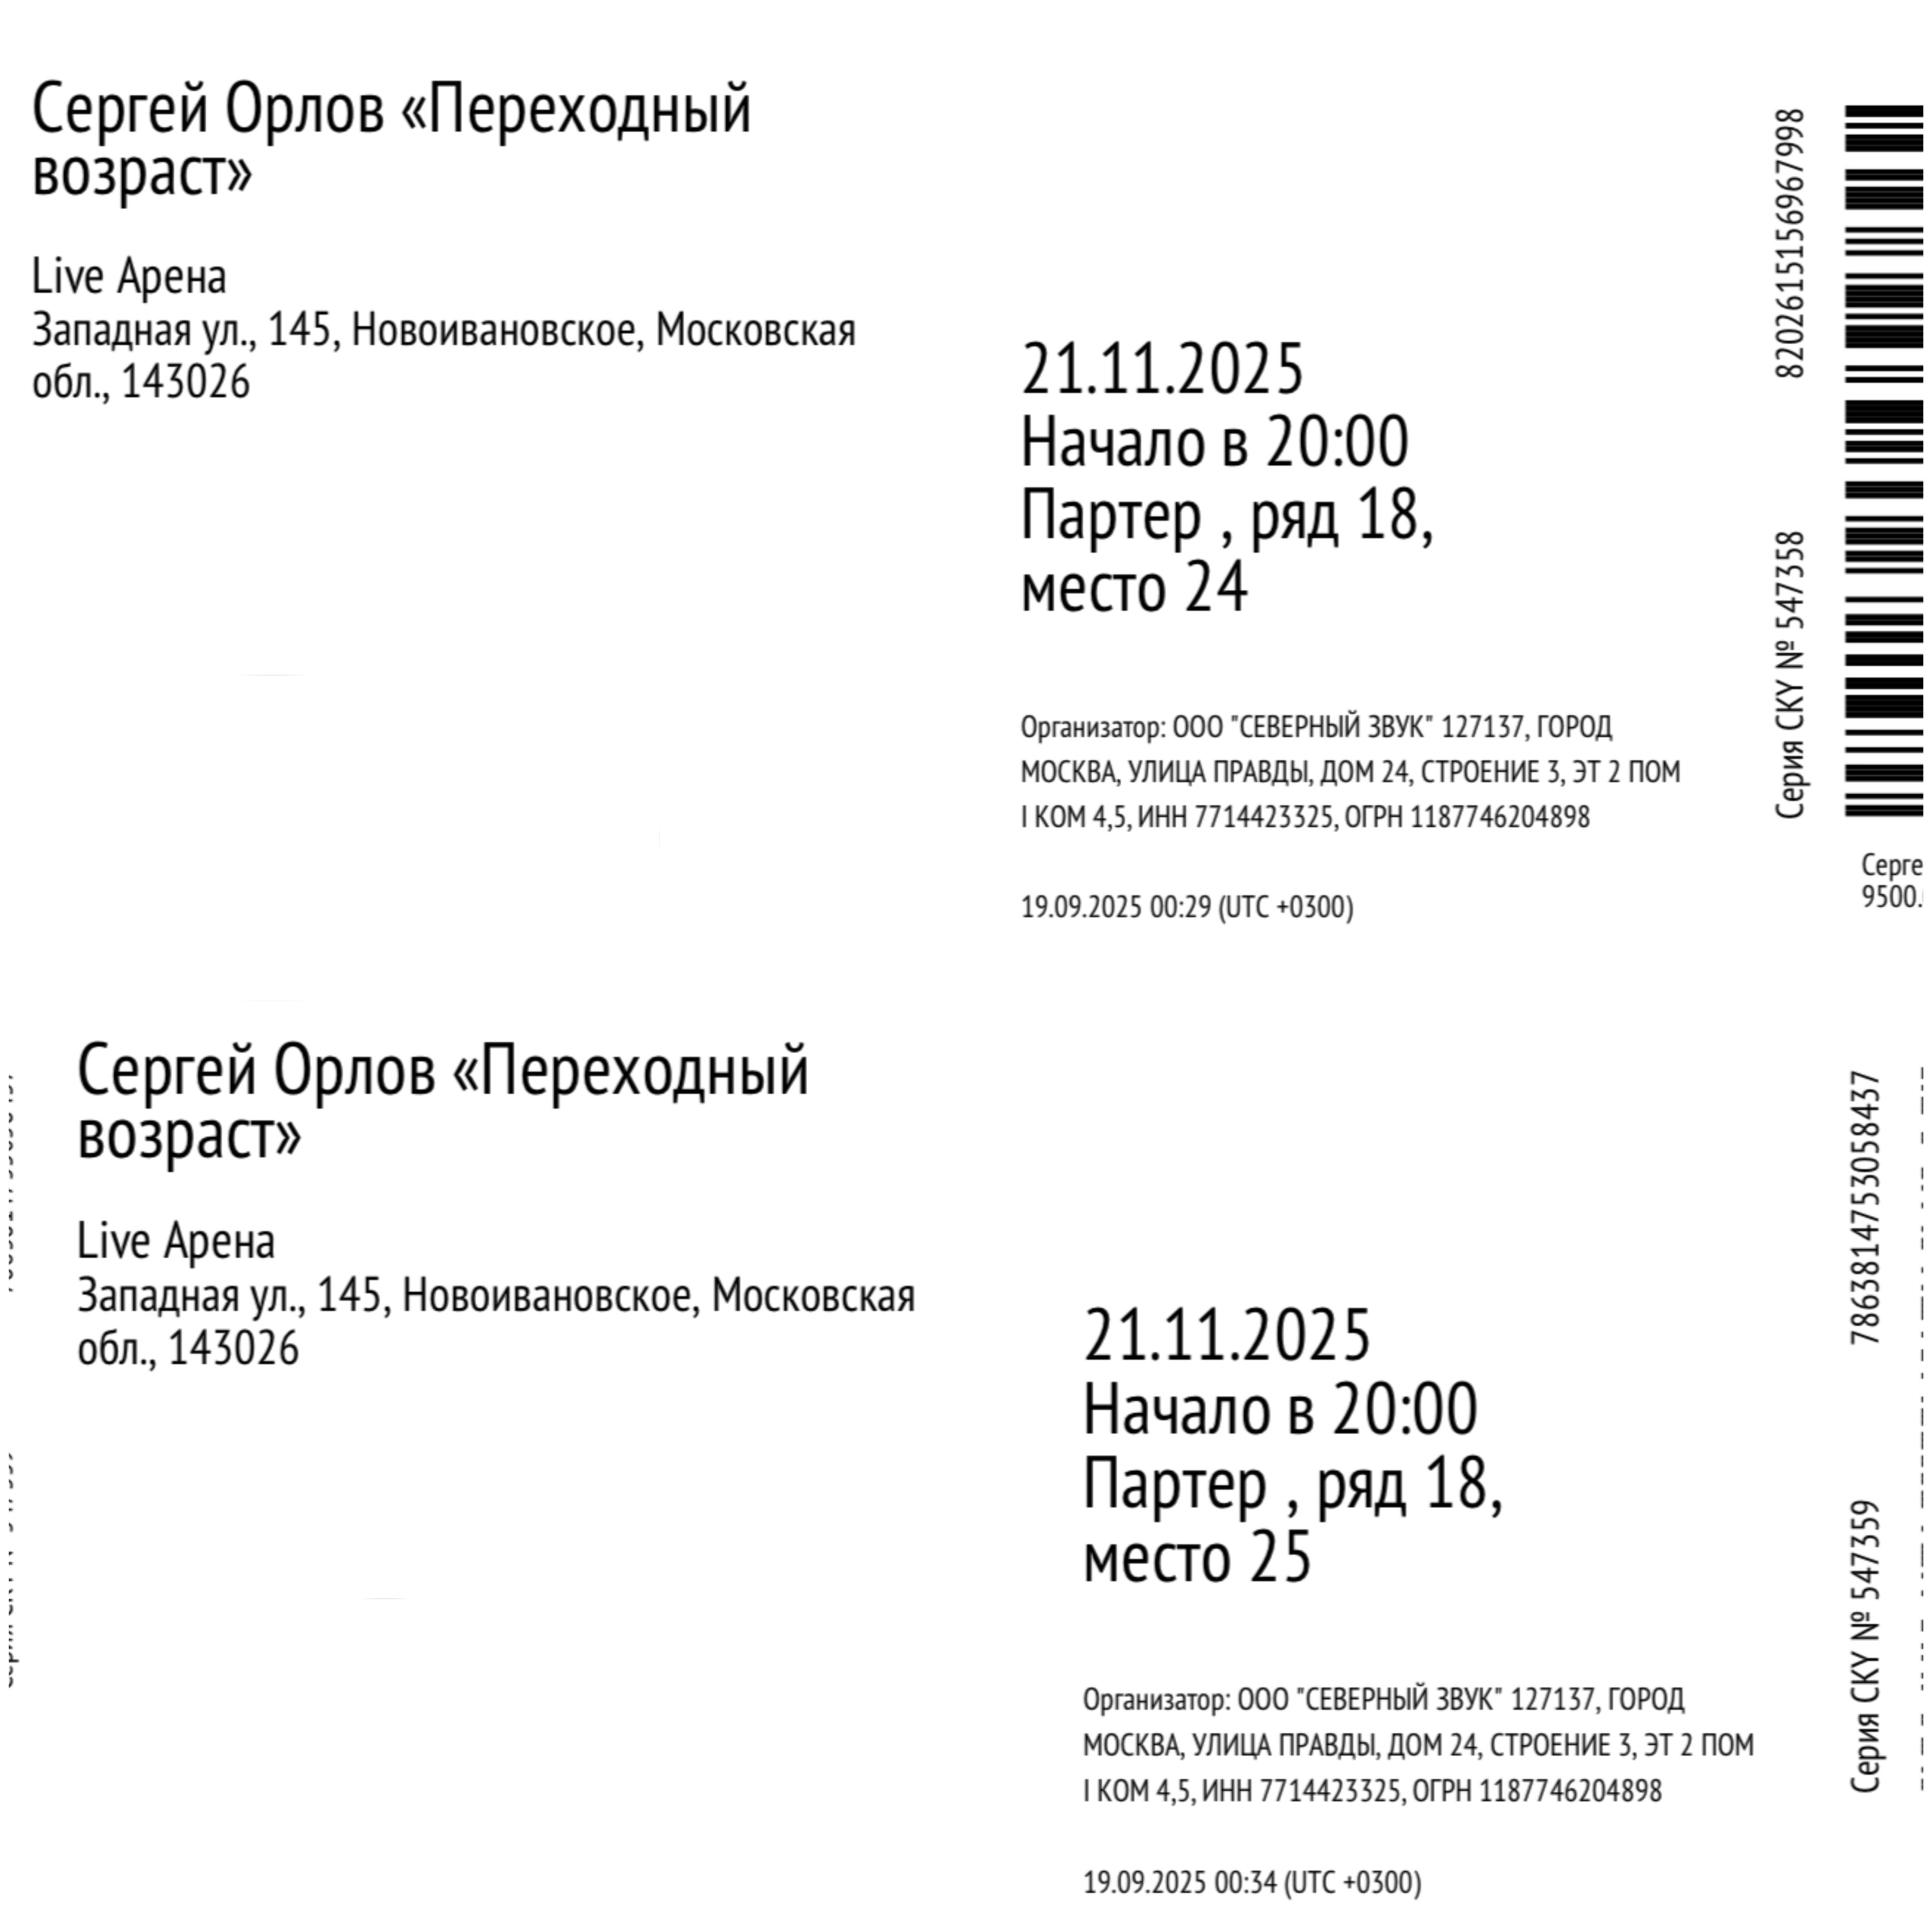 Сергей Орлов «Переходный
возраст»
Live Арена
Западная ул., 145, Новоивановское, Московская
обл., 143026
21.11.2025
Начало в 20:00
Партер , ряд 18,
место 24
Организатор: ООО "СЕВЕРНЫЙ ЗВУК" 127137, ГОРОД
МОСКВА, УЛИЦА ПРАВДЫ, ДОМ 24, СТРОЕНИЕ 3, ЭТ 2 ПОМ
I КОМ 4,5, ИНН 7714423325, ОГРН 1187746204898
19.09.2025 00:29 (UTC +0300)
Серия СКY № 547358
82026151569679​98
Серге
9500.
Сергей Орлов «Переходный
возраст»
Live Арена
Западная ул., 145, Новоивановское, Московская
обл., 143026
21.11.2025
Начало в 20:00
Партер , ряд 18,
место 25
Организатор: ООО "СЕВЕРНЫЙ ЗВУК" 127137, ГОРОД
МОСКВА, УЛИЦА ПРАВДЫ, ДОМ 24, СТРОЕНИЕ 3, ЭТ 2 ПОМ
I КОМ 4,5, ИНН 7714423325, ОГРН 1187746204898
19.09.2025 00:34 (UTC +0300)
Серия СКY № 547359
7863814753058437